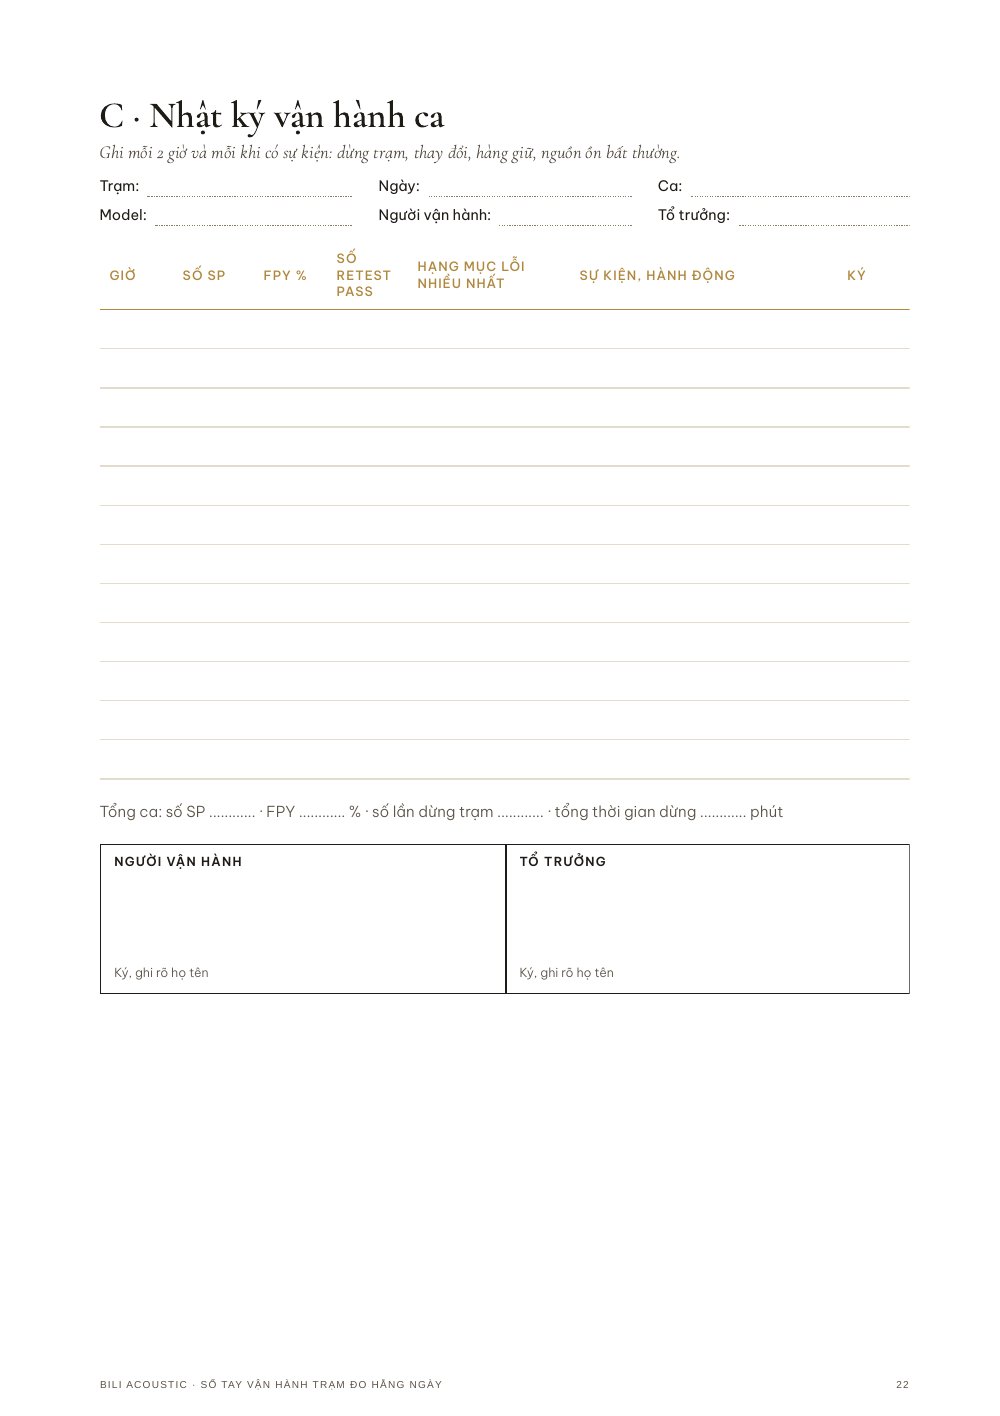 C · Nhật ký vận hành ca
Ghi mỗi 2 giờ và mỗi khi có sự kiện: dừng trạm, thay đổi, hàng giữ, nguồn ồn bất thường.
Trạm: Ngày: Ca:
Model: Người vận hành: Tổ trưởng:
GIỜ SỐ SP FPY % SỐ RETEST PASS HẠNG MỤC LỖI NHIỀU NHẤT SỰ KIỆN, HÀNH ĐỘNG KÝ
Tổng ca: số SP ............ · FPY ............ % · số lần dừng trạm ............ · tổng thời gian dừng ............ phút
NGƯỜI VẬN HÀNH TỔ TRƯỞNG
Ký, ghi rõ họ tên Ký, ghi rõ họ tên
BILI ACOUSTIC · SỔ TAY VẬN HÀNH TRẠM ĐO HẰNG NGÀY 22